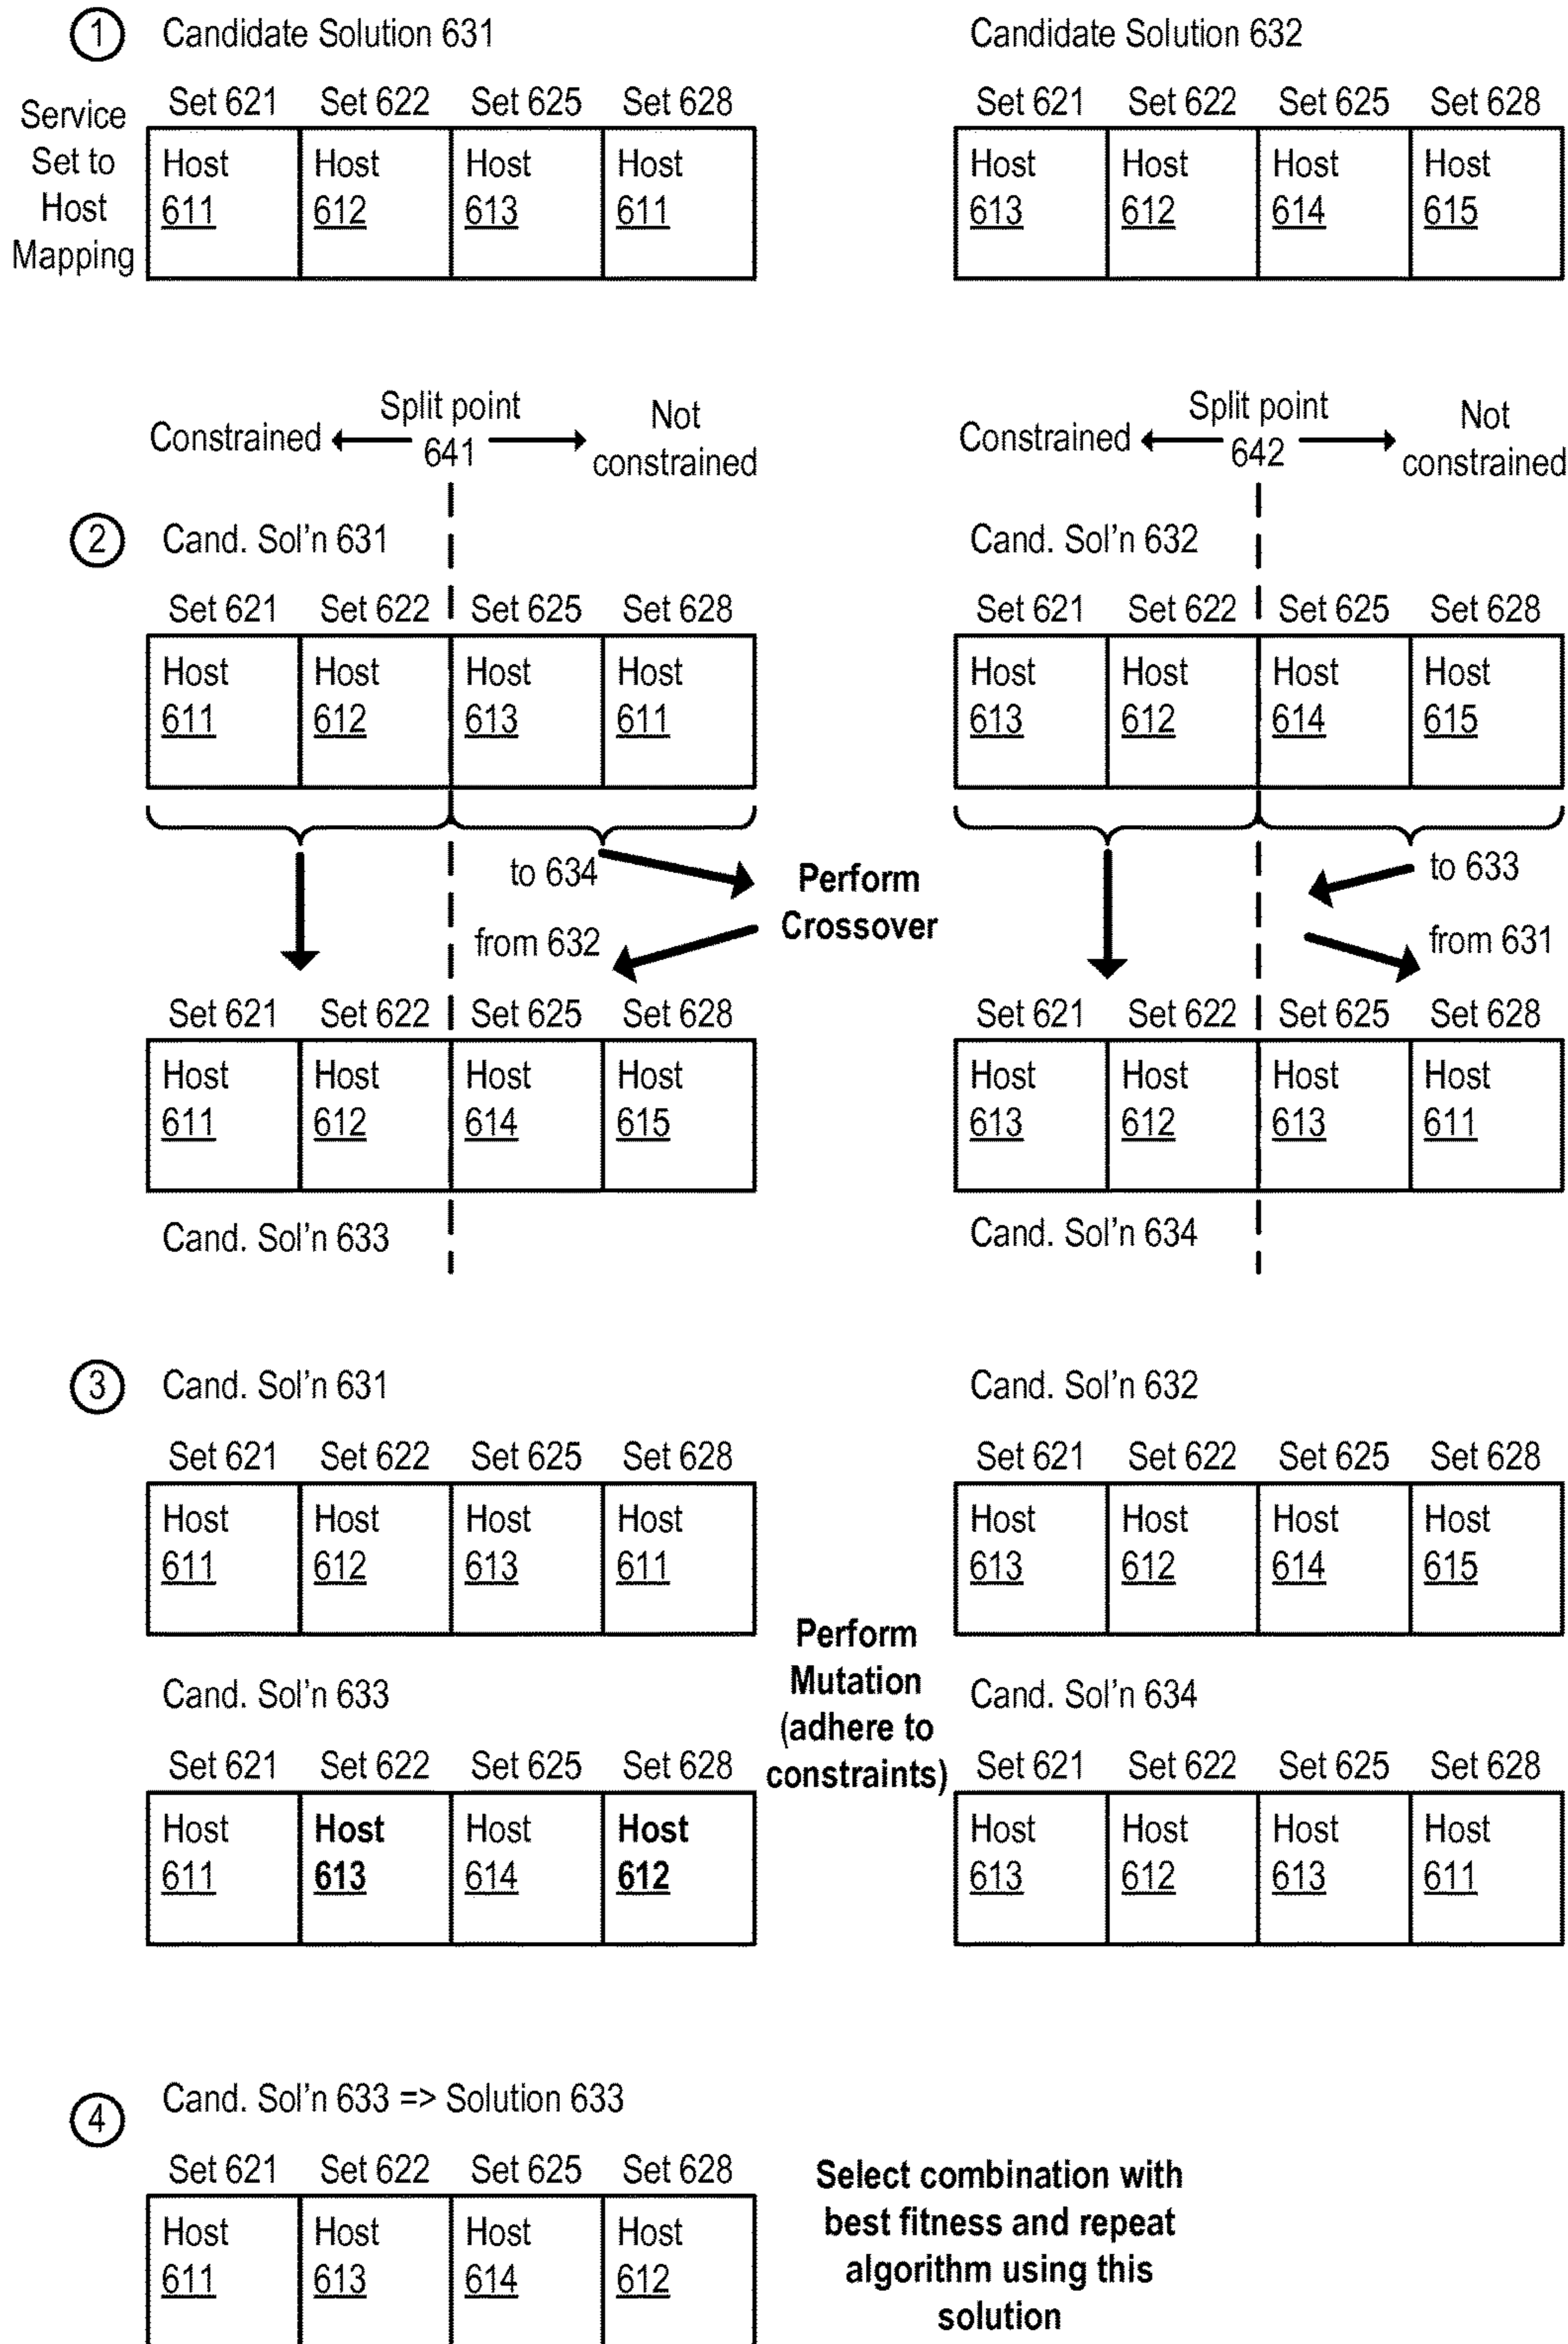 1 Candidate Solution 631
Candidate Solution 632
Service
Set to
Host
Mapping
Set 621 Set 622 Set 625 Set 628
Host Host Host Host
611 612 613 611
Set 621 Set 622 Set 625 Set 628
Host Host Host Host
613 612 614 615
Constrained
Split point
641
Not
constrained
Constrained
Split point
642
Not
constrained
2 Cand. Sol'n 631
Cand. Sol'n 632
Set 621 Set 622 Set 625 Set 628
Host Host Host Host
611 612 613 611
Set 621 Set 622 Set 625 Set 628
Host Host Host Host
613 612 614 615
to 634
from 632
Perform
Crossover
to 633
from 631
Set 621 Set 622 Set 625 Set 628
Host Host Host Host
611 612 614 615
Cand. Sol'n 633
Set 621 Set 622 Set 625 Set 628
Host Host Host Host
613 612 613 611
Cand. Sol'n 634
3 Cand. Sol'n 631
Cand. Sol'n 632
Set 621 Set 622 Set 625 Set 628
Host Host Host Host
611 612 613 611
Set 621 Set 622 Set 625 Set 628
Host Host Host Host
613 612 614 615
Perform
Mutation
(adhere to
constraints)
Cand. Sol'n 633
Set 621 Set 622 Set 625 Set 628
Host Host Host Host
611 613 614 612
Cand. Sol'n 634
Set 621 Set 622 Set 625 Set 628
Host Host Host Host
613 612 613 611
4 Cand. Sol'n 633 => Solution 633
Set 621 Set 622 Set 625 Set 628
Host Host Host Host
611 613 614 612
Select combination with
best fitness and repeat
algorithm using this
solution